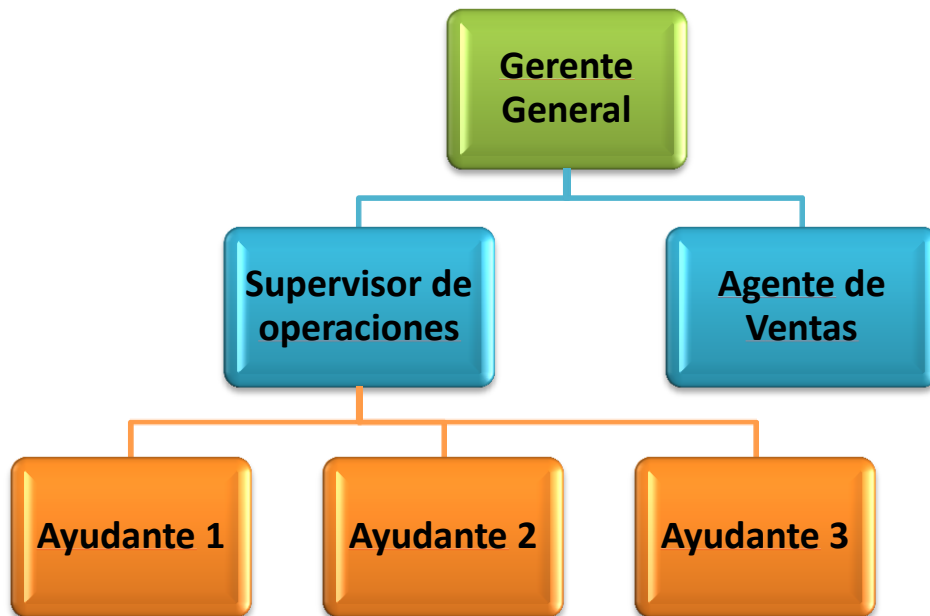 Gerente
General
Supervisor de
operaciones
Agente de
Ventas
Ayudante 1
Ayudante 2
Ayudante 3